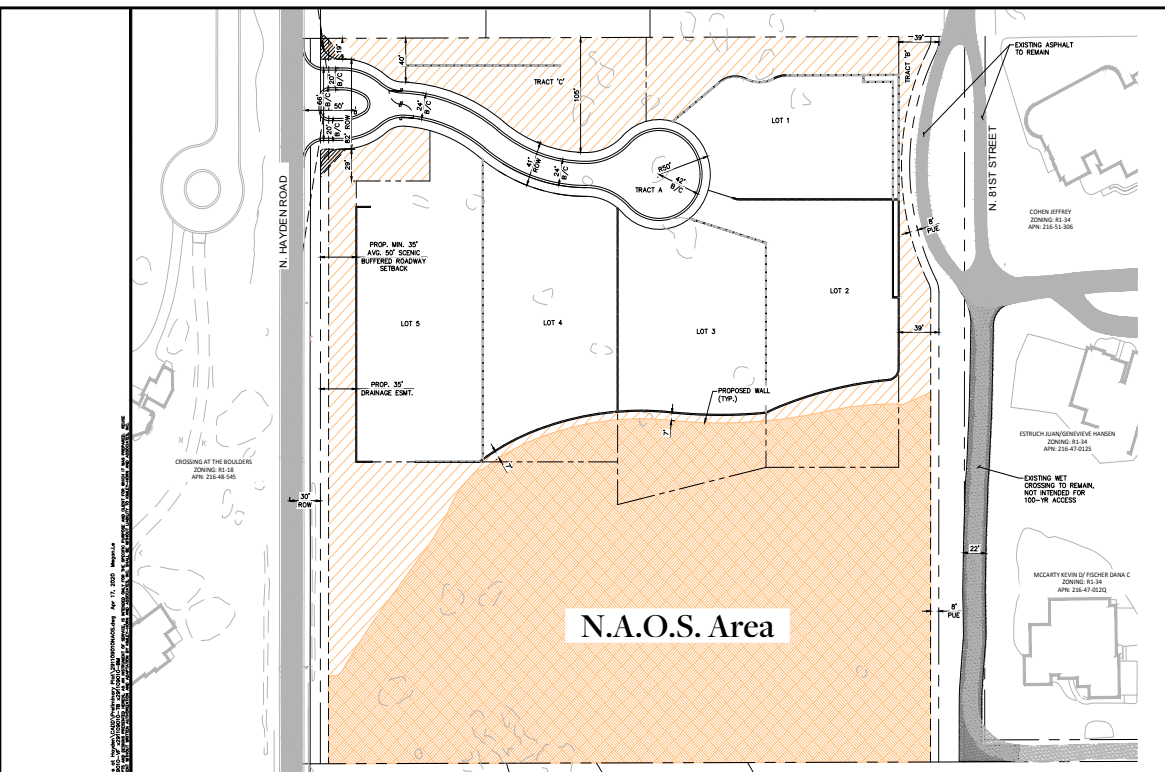 39'
19'
EXISTING ASPHALT
TO REMAIN
40'
TRACT 'B'
TRACT 'C'
20'
B/C
66'
B/C
50'
24'
B/C
105'
LOT 1
20'
B/C
82' ROW
29'
41'
ROW
24'
B/C
R50'
42'
B/C
TRACT A
N. HAYDEN ROAD
N. 81ST STREET
COHEN JEFFREY
ZONING: R1-34
APN: 216-51-306
8'
PUE
PROP. MIN. 35'
AVG. 50' SCENIC
BUFFERED ROADWAY
SETBACK
LOT 2
LOT 5
LOT 4
LOT 3
39'
PROP. 35'
DRAINAGE ESMT.
PROPOSED WALL
(TYP.)
7'
7'
ESTRUCH JUAN/GENEVIEVE HANSEN
ZONING: R1-34
APN: 216-47-012S
CROSSING AT THE BOULDERS
ZONING: R1-18
APN: 216-48-545
EXISTING WET
CROSSING TO REMAIN,
NOT INTENDED FOR
100-YR ACCESS
30'
ROW
22'
MCCARTY KEVIN D/ FISCHER DANA C
ZONING: R1-34
APN: 216-47-012Q
8'
PUE
N.A.O.S. Area
Apr 17, 2020